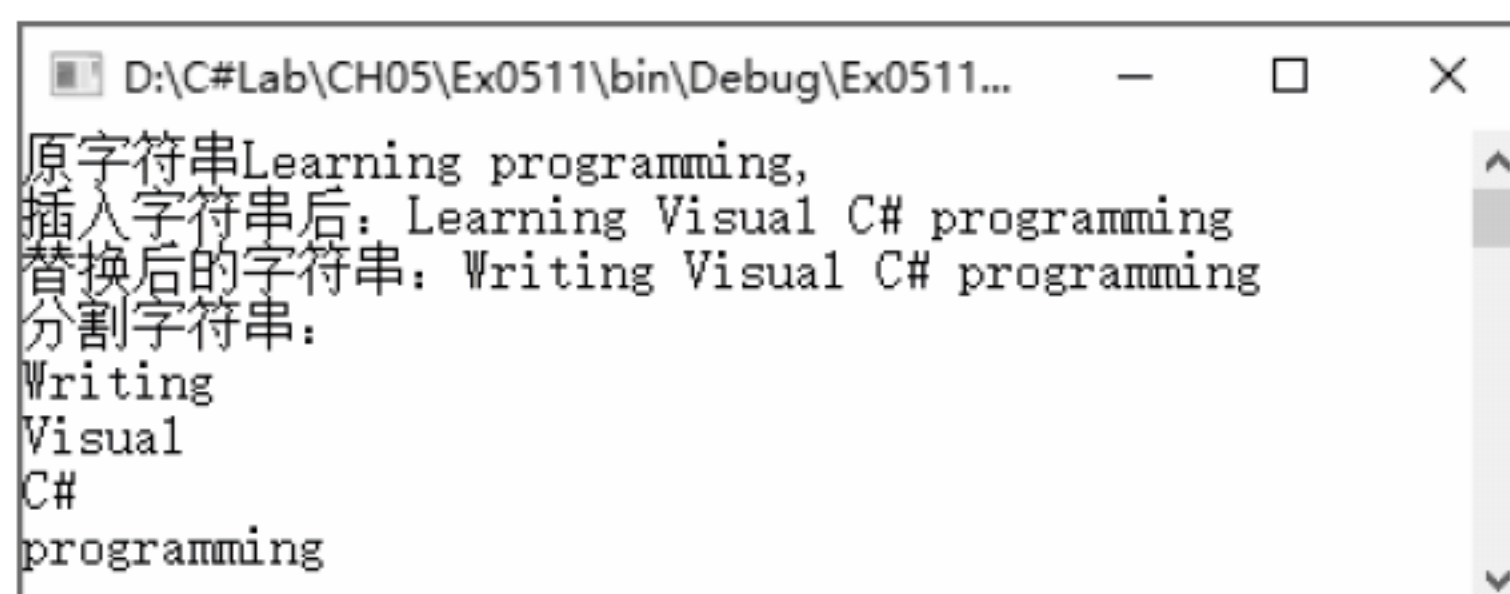 D:\C#Lab\CH05\Ex0511\bin\Debug\Ex0511...
原字符串Learning programming,
插入字符串后：Learning Visual C# programming
替换后的字符串：Writing Visual C# programming
分割字符串：
Writing
Visual
C#
programming